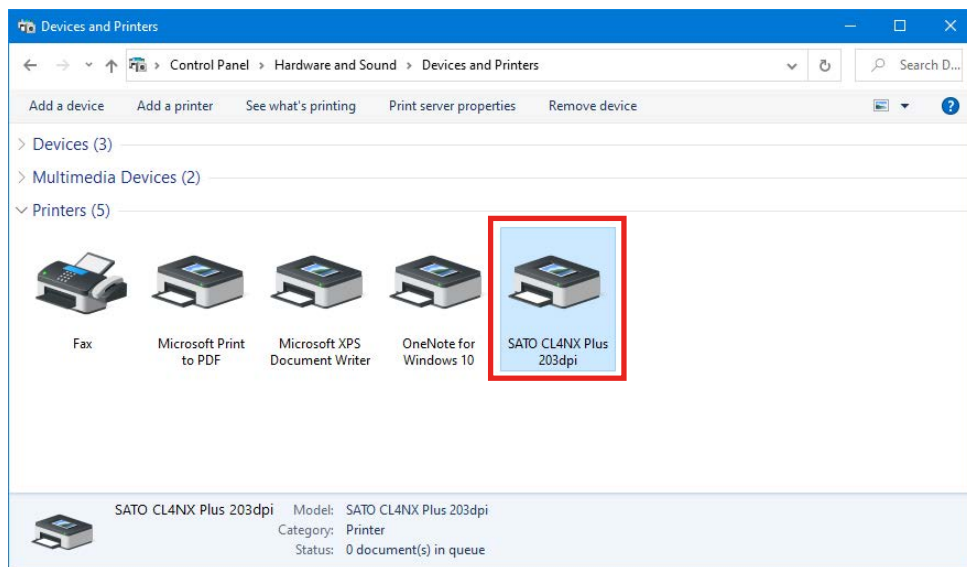 Devices and Printers
Control Panel > Hardware and Sound > Devices and Printers
Search D...
Add a device Add a printer See what's printing Print server properties Remove device
Devices (3)
Multimedia Devices (2)
Printers (5)
Fax
Microsoft Print
to PDF
Microsoft XPS
Document Writer
OneNote for
Windows 10
SATO CL4NX Plus
203dpi
SATO CL4NX Plus 203dpi Model: SATO CL4NX Plus 203dpi
Category: Printer
Status: 0 document(s) in queue